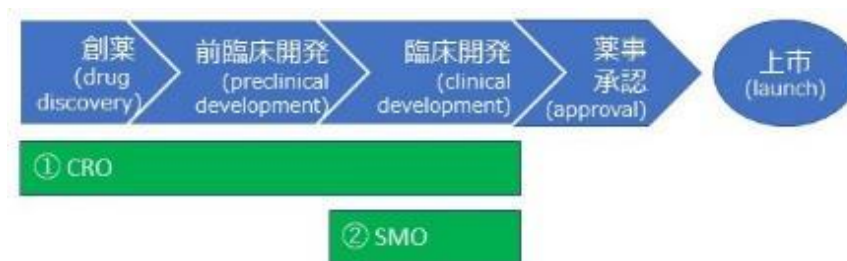 創薬
(drug
discovery)
前臨床開発
(preclinical
development)
臨床開発
(clinical
development)
薬事
承認
(approval)
上市
(launch)
① CRO
② SMO